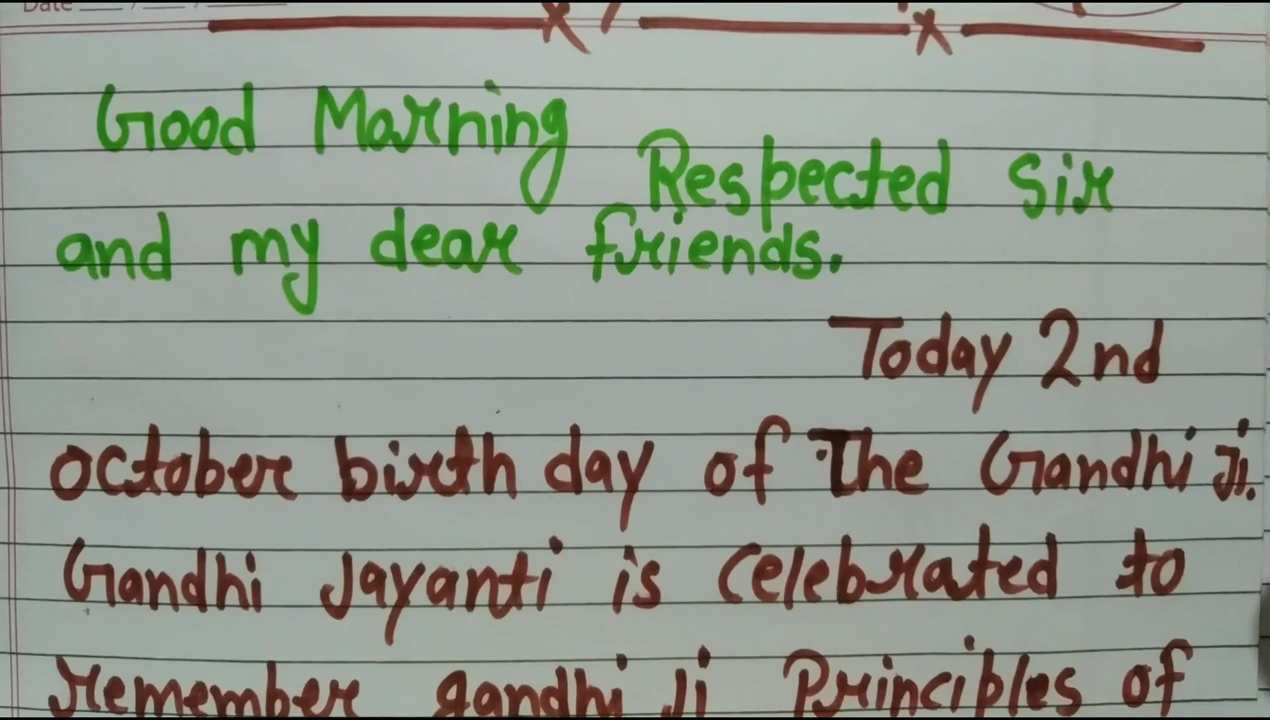 Date
Good Morning Respected sir
and my dear friends.
Today 2nd
october birth day of The Gandhi Ji.
Gandhi Jayanti is celebrated to
remember gandhi Ji Principles of